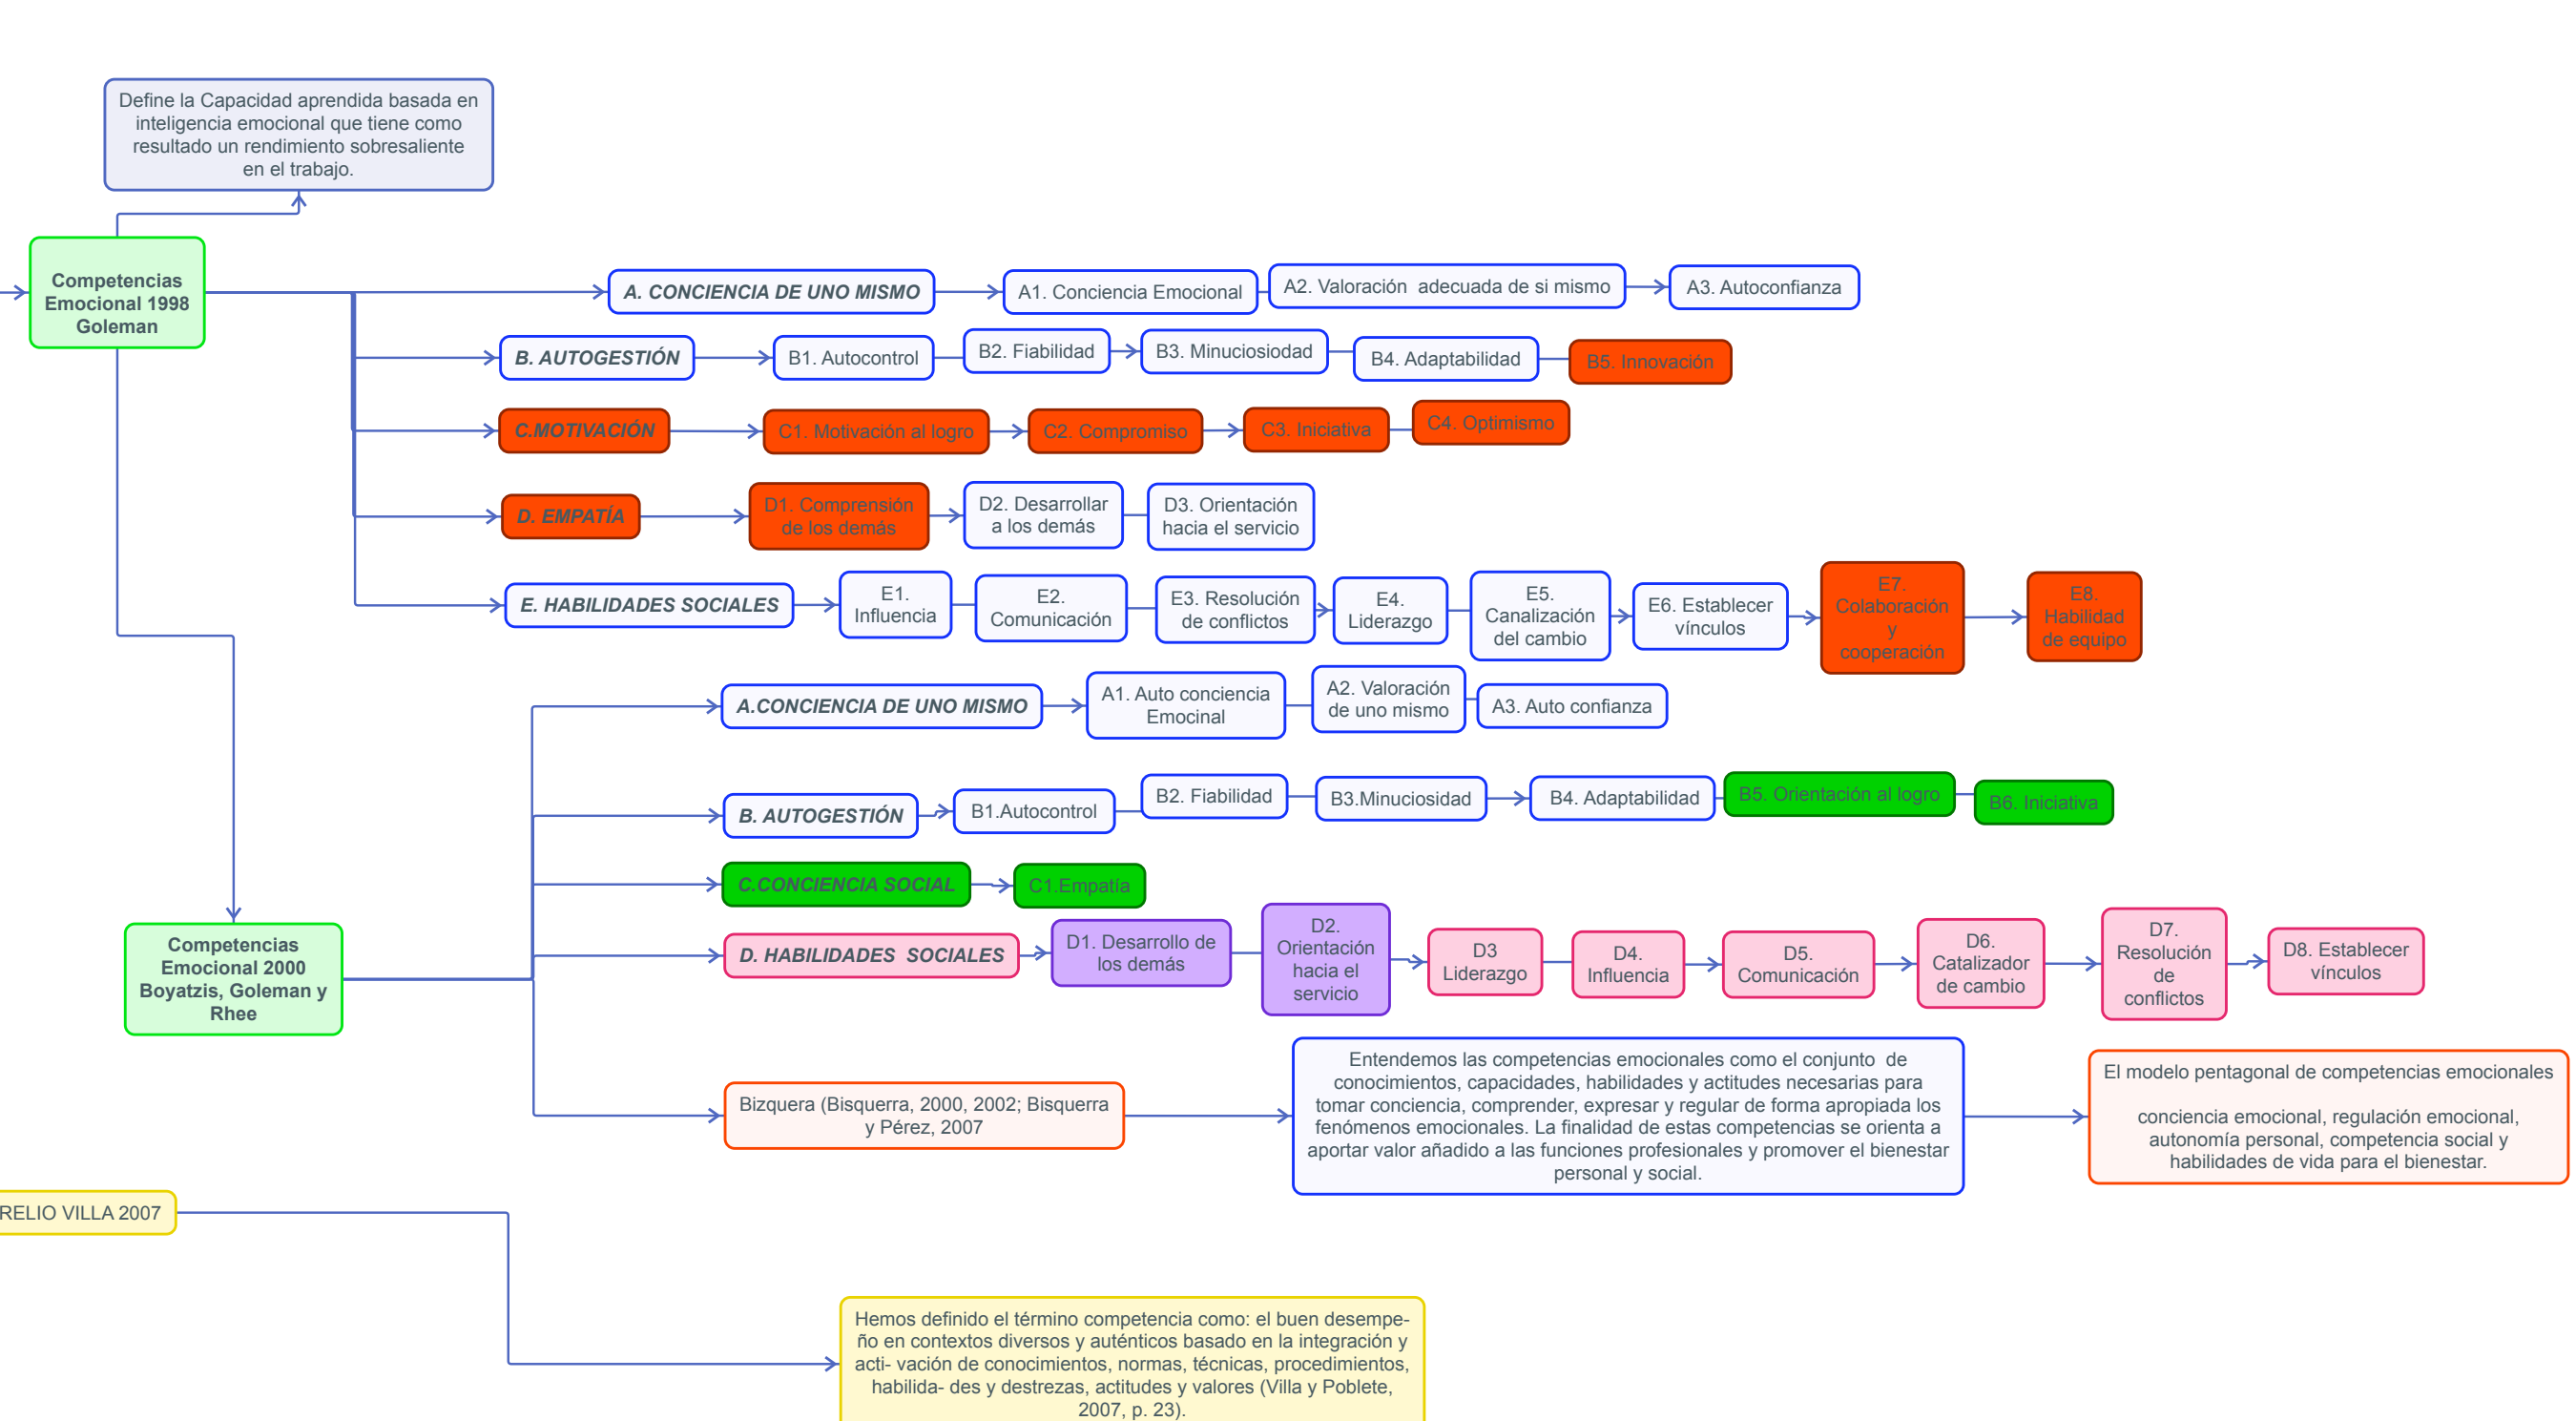 Define la Capacidad aprendida basada en
inteligencia emocional que tiene como
resultado un rendimiento sobresaliente
en el trabajo.
Competencias
Emocional 1998
Goleman
A. CONCIENCIA DE UNO MISMO
A1. Conciencia Emocional
A2. Valoración  adecuada de si mismo
A3. Autoconfianza
B. AUTOGESTIÓN
B1. Autocontrol
B2. Fiabilidad
B3. Minuciosiodad
B4. Adaptabilidad
B5. Innovación
C.MOTIVACIÓN
C1. Motivación al logro
C2. Compromiso
C3. Iniciativa
C4. Optimismo
D. EMPATÍA
D1. Comprensión
de los demás
D2. Desarrollar
a los demás
D3. Orientación
hacia el servicio
E. HABILIDADES SOCIALES
E1.
Influencia
E2.
Comunicación
E3. Resolución
de conflictos
E4.
Liderazgo
E5.
Canalización
del cambio
E6. Establecer
vínculos
E7.
Colaboración
y
cooperación
E8.
Habilidad
de equipo
Competencias
Emocional 2000
Boyatzis, Goleman y
Rhee
A.CONCIENCIA DE UNO MISMO
A1. Auto conciencia
Emocinal
A2. Valoración
de uno mismo
A3. Auto confianza
B. AUTOGESTIÓN
B1.Autocontrol
B2. Fiabilidad
B3.Minuciosidad
B4. Adaptabilidad
B5. Orientación al logro
B6. Iniciativa
C.CONCIENCIA SOCIAL
C1.Empatía
D. HABILIDADES  SOCIALES
D1. Desarrollo de
los demás
D2.
Orientación
hacia el
servicio
D3
Liderazgo
D4.
Influencia
D5.
Comunicación
D6.
Catalizador
de cambio
D7.
Resolución
de
conflictos
D8. Establecer
vínculos
Bizquera (Bisquerra, 2000, 2002; Bisquerra
y Pérez, 2007
Entendemos las competencias emocionales como el conjunto  de
conocimientos, capacidades, habilidades y actitudes necesarias para
tomar conciencia, comprender, expresar y regular de forma apropiada los
fenómenos emocionales. La finalidad de estas competencias se orienta a
aportar valor añadido a las funciones profesionales y promover el bienestar
personal y social.
El modelo pentagonal de competencias emocionales
conciencia emocional, regulación emocional,
autonomía personal, competencia social y
habilidades de vida para el bienestar.
RELIO VILLA 2007
Hemos definido el término competencia como: el buen desempe-
ño en contextos diversos y auténticos basado en la integración y
acti- vación de conocimientos, normas, técnicas, procedimientos,
habilida- des y destrezas, actitudes y valores (Villa y Poblete,
2007, p. 23).